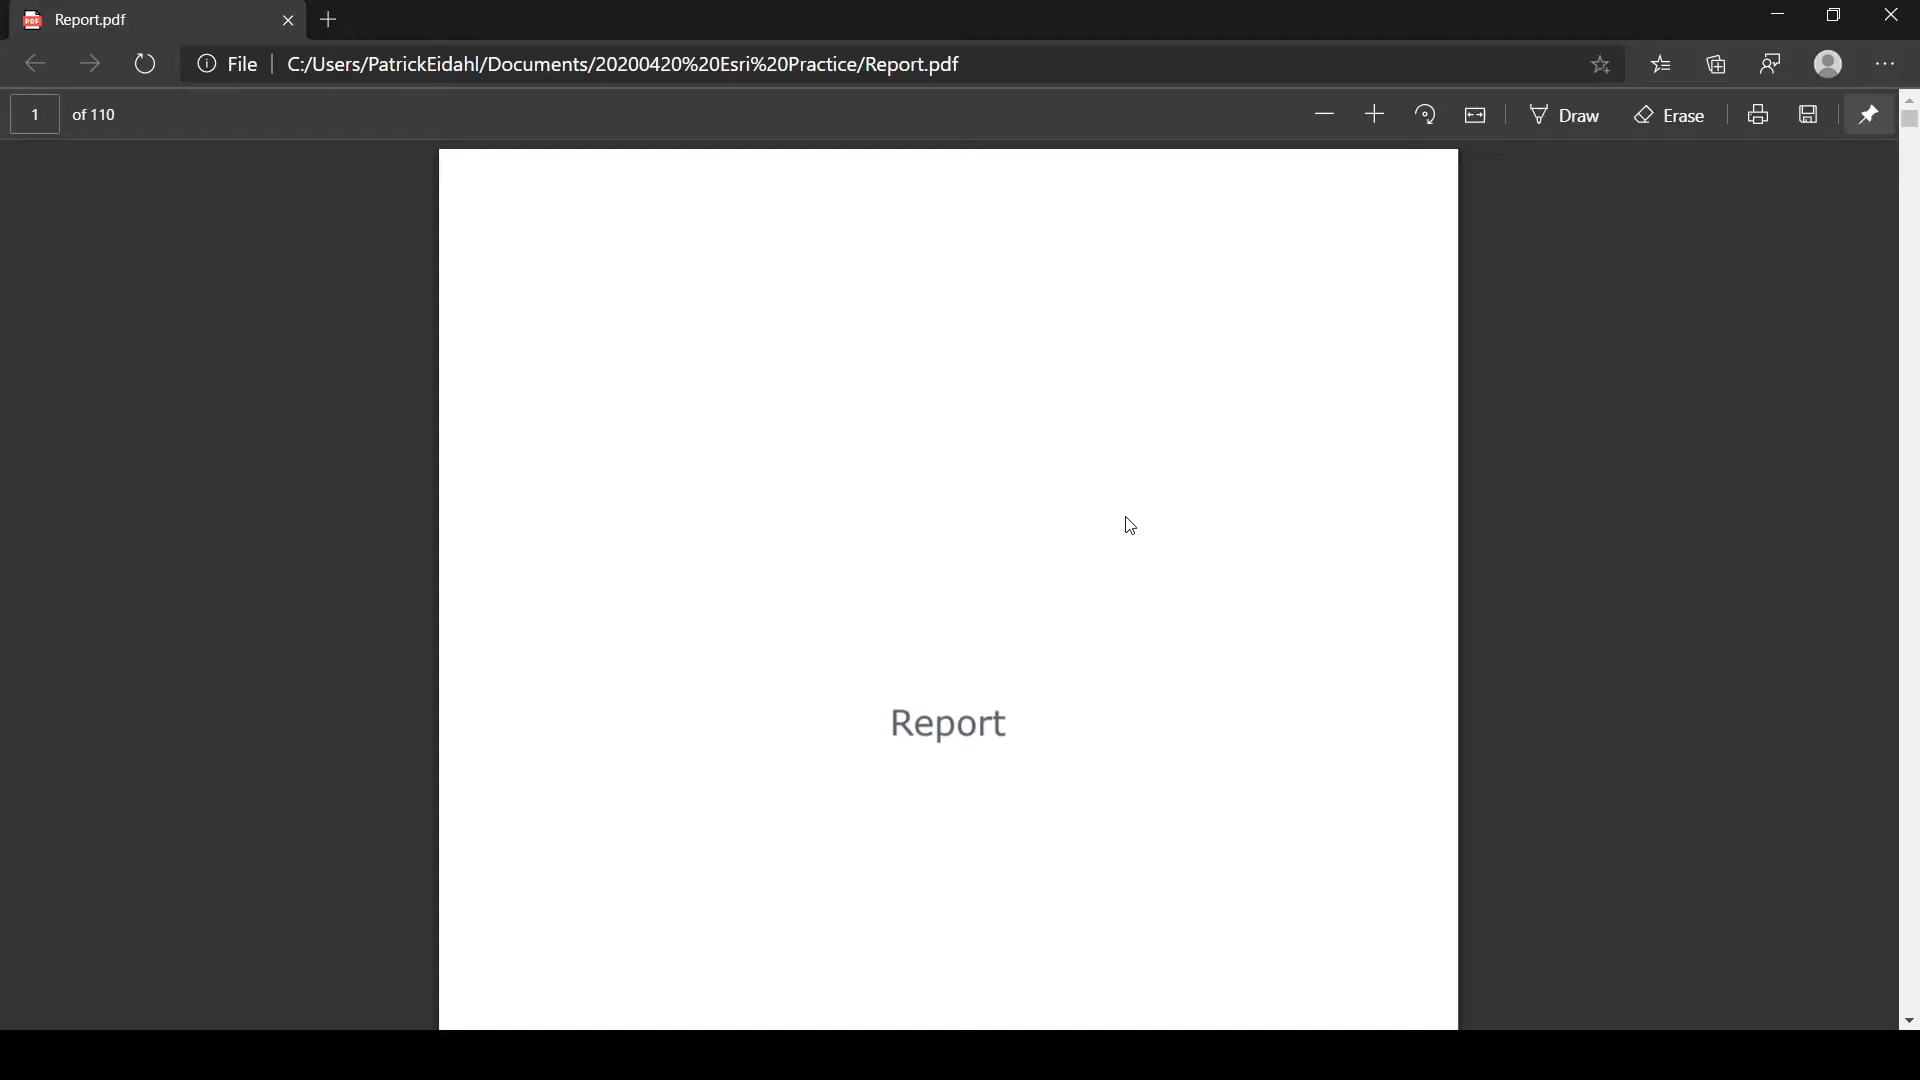 Report.pdf
File
C:/Users/PatrickEidahl/Documents/20200420%20Esri%20Practice/Report.pdf
1 of 110
Draw
Erase
Report